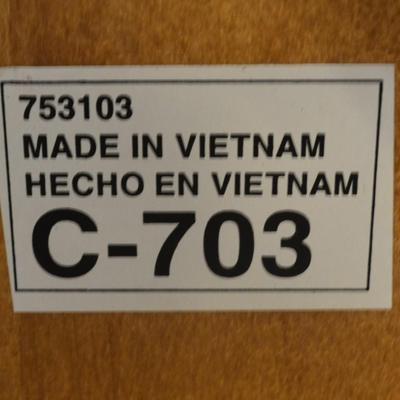 753103
MADE IN VIETNAM
HECHO EN VIETNAM
C-703